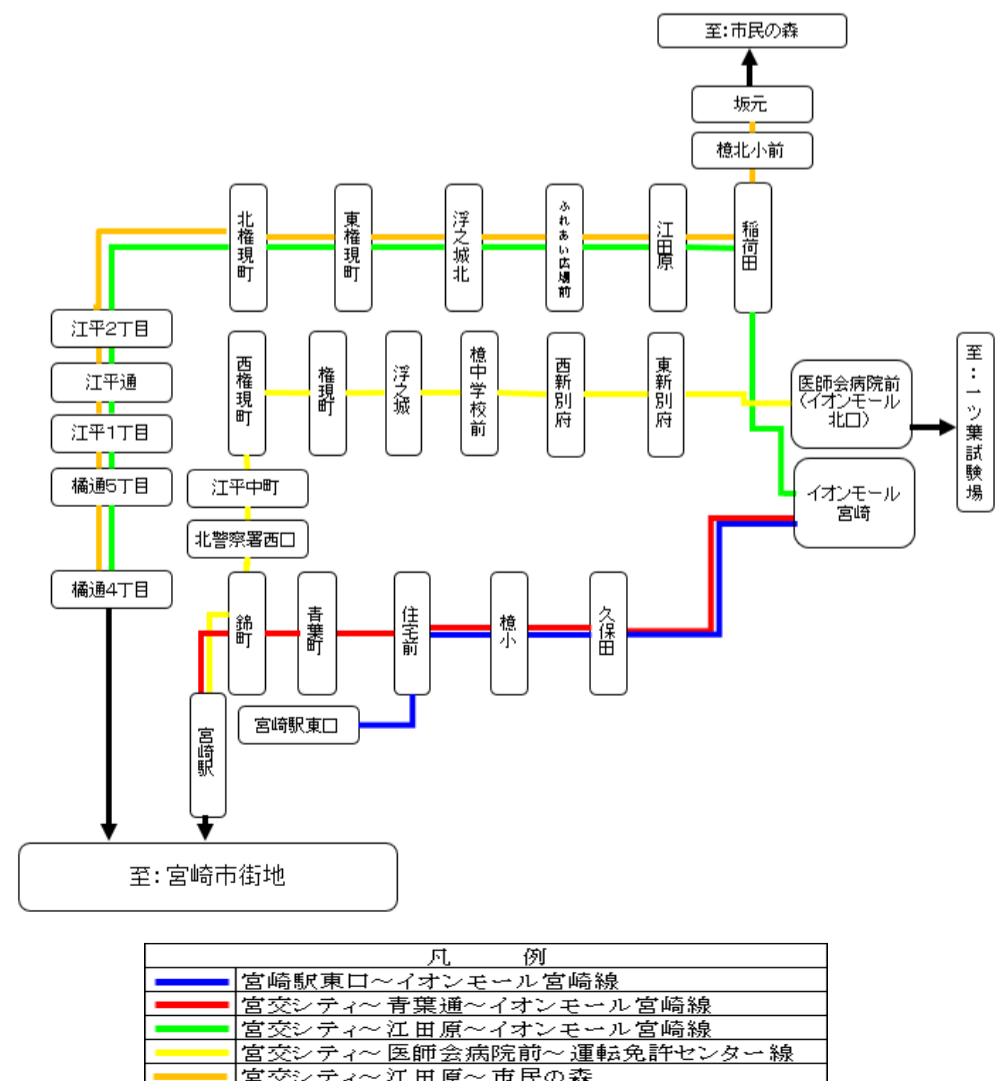 至:市民の森
坂元
檍北小前
北権現町
東権現町
浮之城北
ふれあい広場前
江田原
稲荷田
江平2丁目
江平通
江平1丁目
橘通5丁目
橘通4丁目
西権現町
権現町
浮之城
檍中学校前
西新別府
東新別府
医師会病院前
(イオンモール
北口)
至:一ツ葉試験場
イオンモール
宮崎
江平中町
北警察署西口
錦町
青葉町
住宅前
檍小
久保田
宮崎駅東口
宮崎駅
至:宮崎市街地
凡 例
宮崎駅東口~イオンモール宮崎線
宮交シティ~青葉通~イオンモール宮崎線
宮交シティ~江田原~イオンモール宮崎線
宮交シティ~医師会病院前~運転免許センター線
宮交シティ~江田原~市民の森